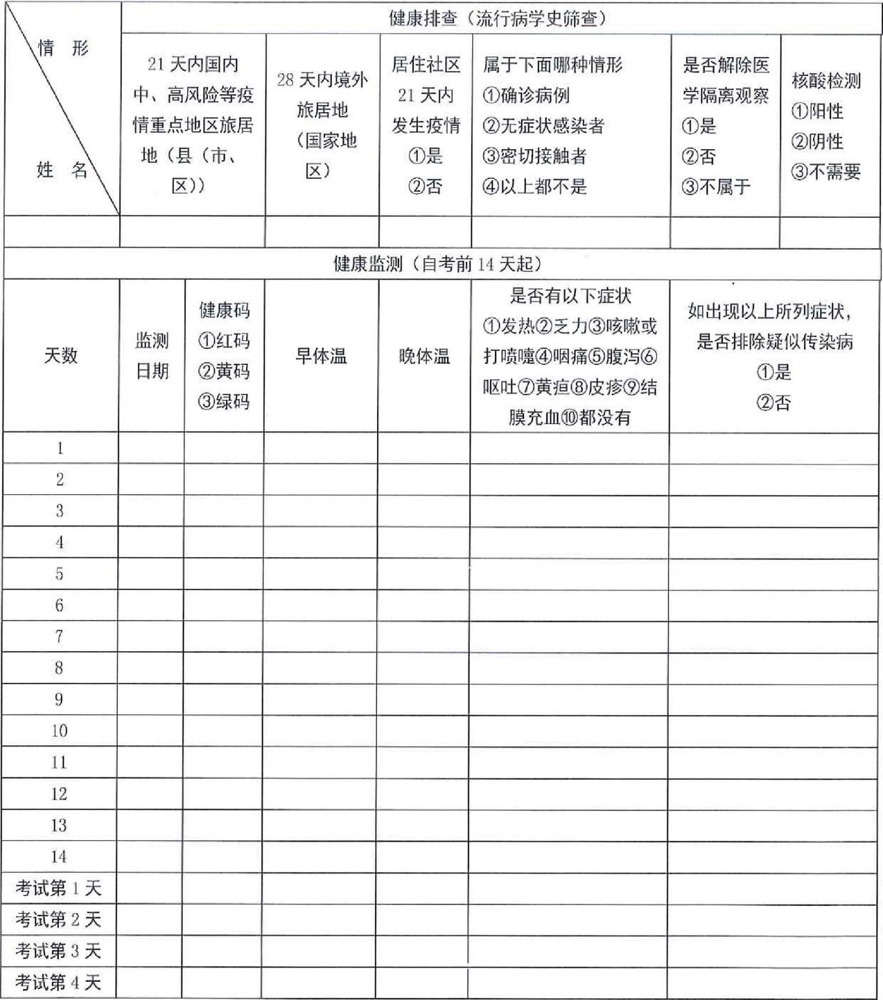 健康排查（流行病学史筛查）
情 形
姓 名
21 天内国内
中、高风险等疫
情重点地区旅居
地（县（市、
区））
28 天内境外
旅居地
（国家地
区）
居住社区
21 天内
发生疫情
①是
②否
属于下面哪种情形
①确诊病例
②无症状感染者
③密切接触者
④以上都不是
是否解除医
学隔离观察
①是
②否
③不属于
核酸检测
①阳性
②阴性
③不需要
健康监测（自考前 14 天起）
天数
监测
日期
健康码
①红码
②黄码
③绿码
早体温
晚体温
是否有以下症状
①发热②乏力③咳嗽或
打喷嚏④咽痛⑤腹泻⑥
呕吐⑦黄疸⑧皮疹⑨结
膜充血⑩都没有
如出现以上所列症状，
是否排除疑似传染病
①是
②否
1
2
3
4
5
6
7
8
9
10
11
12
13
14
考试第 1 天
考试第 2 天
考试第 3 天
考试第 4 天